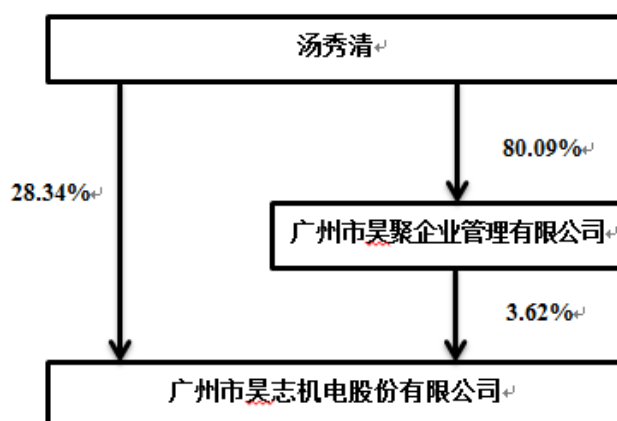 汤秀清
80.09%
28.34%
广州市昊聚企业管理有限公司
3.62%
广州市昊志机电股份有限公司